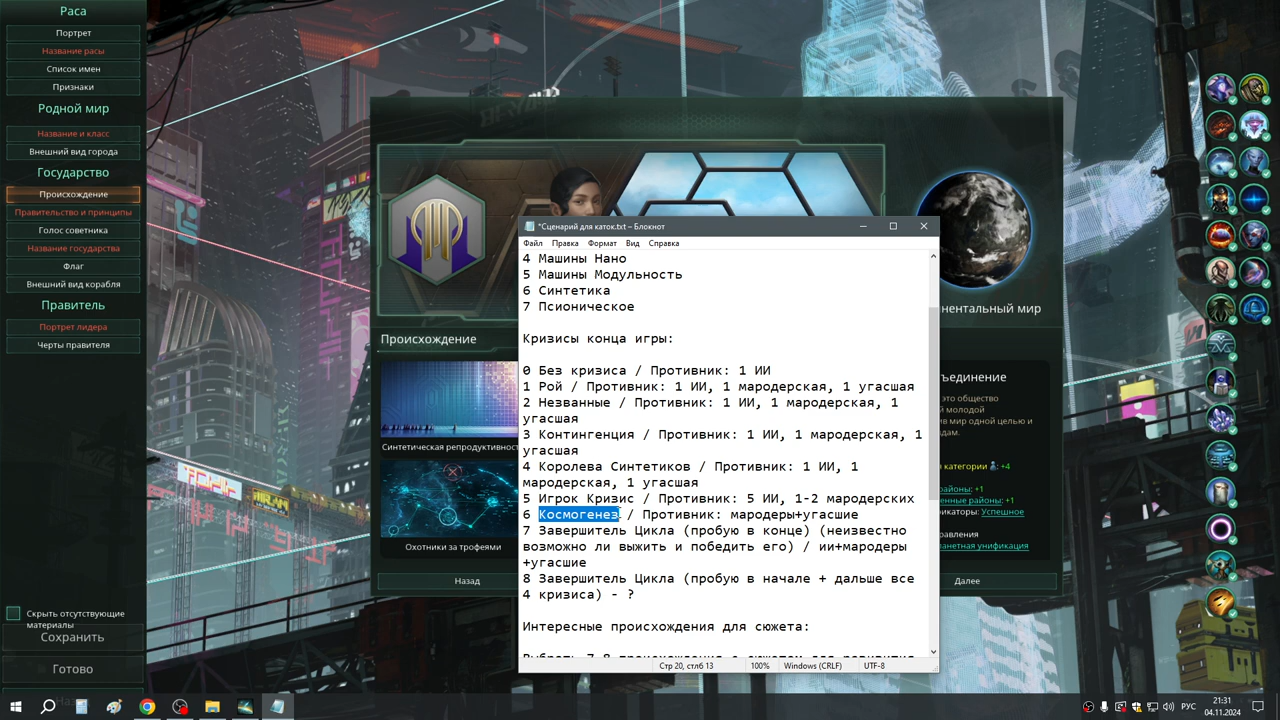 Раса
Портрет
Название расы
Список имен
Признаки
Родной мир
Название и класс
Внешний вид города
Государство
Происхождение
Правительство и принципы
Голос советника
Название государства
Флаг
Внешний вид корабля
Правитель
Портрет лидера
Черты правителя
Скрыть отсутствующие
материалы
Сохранить
Готово
Происхождение
Синтетическая репродуктивност
Охотники за трофеями
Назад
*Сценарий для каток.txt – Блокнот
Файл Правка Формат Вид Справка
4 Машины Нано
5 Машины Модульность
6 Синтетика
7 Псионическое
Кризисы конца игры:
0 Без кризиса / Противник: 1 ИИ
1 Рой / Противник: 1 ИИ, 1 мародерская, 1 угасшая
2 Незванные / Противник: 1 ИИ, 1 мародерская, 1
угасшая
3 Контингенция / Противник: 1 ИИ, 1 мародерская, 1
угасшая
4 Королева Синтетиков / Противник: 1 ИИ, 1
мародерская, 1 угасшая
5 Игрок Кризис / Противник: 5 ИИ, 1-2 мародерских
6 Космогенез / Противник: мародеры+угасшие
7 Завершитель Цикла (пробую в конце) (неизвестно
возможно ли выжить и победить его) / ии+мародеры
+угасшие
8 Завершитель Цикла (пробую в начале + дальше все
4 кризиса) - ?
Интересные происхождения для сюжета:
Стр 20, стлб 13 100% Windows (CRLF) UTF-8
нентальный мир
ъединение
это общество
й молодой
ив мир одной целью и
дам.
категории : +4
районы: +1
енные районы: +1
фикаторы: Успешное
равления
ланетная унификация
Далее
РУС
21:31
04.11.2024